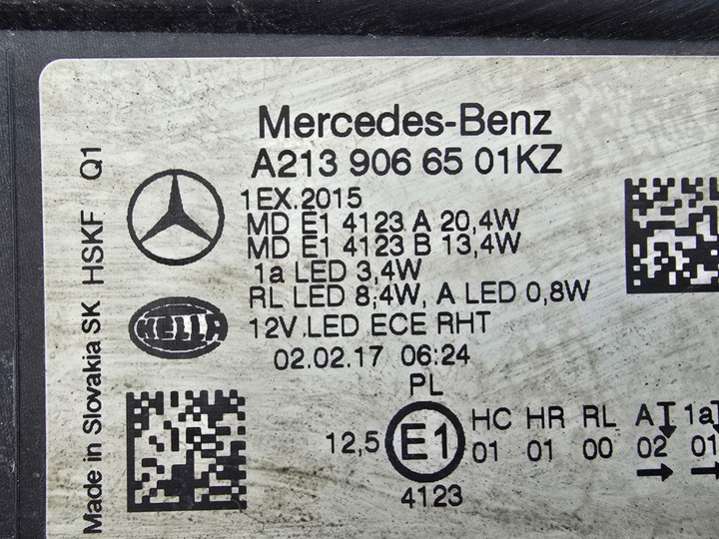 Mercedes-Benz
A213 906 65 01KZ
1EX.2015
MD E1 4123 A 20,4W
MD E1 4123 B 13,4W
1a LED 3,4W
RL LED 8,4W, A LED 0,8W
12V.LED ECE RHT
02.02.17 06:24
PL
12,5 E1 HC HR RL A 1a
01 01 00 02 01
4123
HELLA
Made in Slovakia SK HSKF Q1